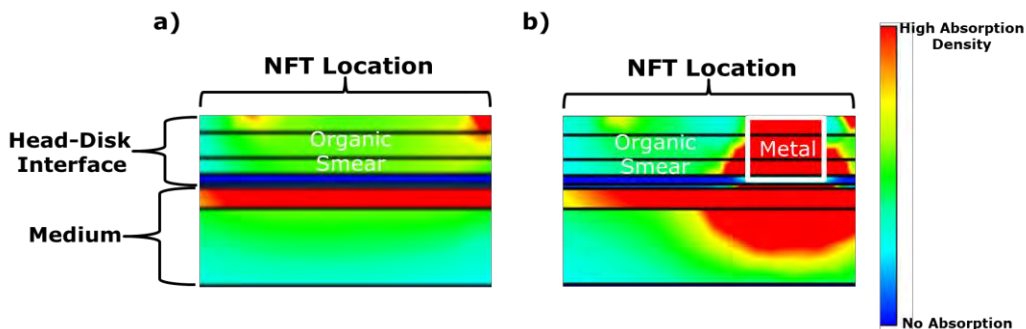 a)
NFT Location
Head-Disk
Interface
Organic
Smear
Medium
b)
NFT Location
Organic
Smear
Metal
High Absorption
Density
No Absorption